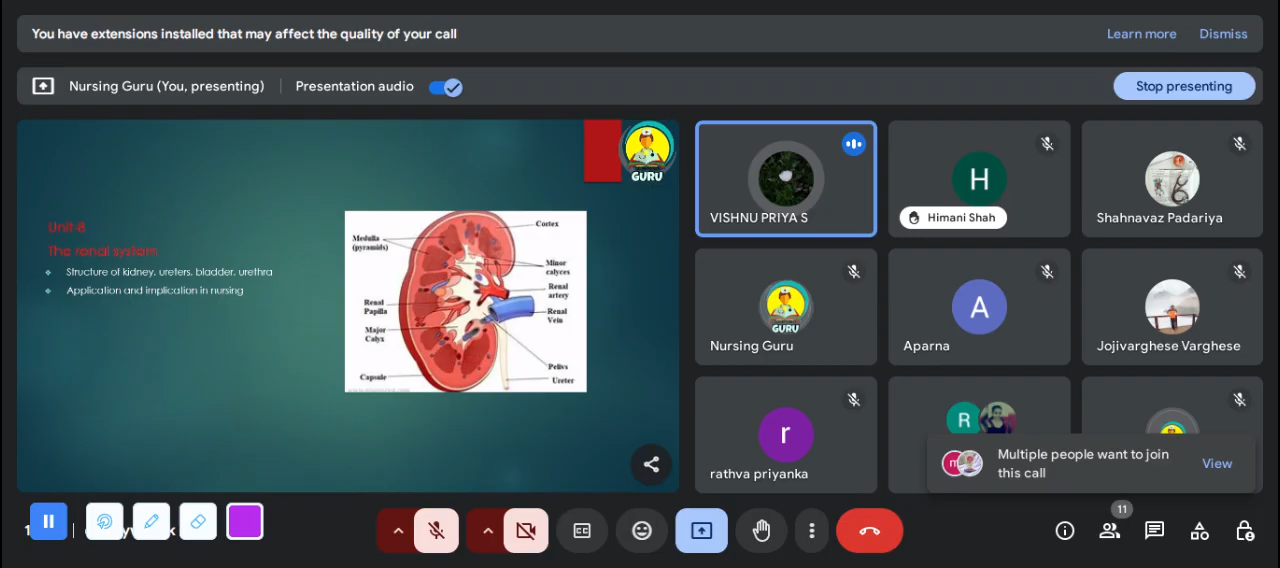 You have extensions installed that may affect the quality of your call
Learn more
Dismiss
Nursing Guru (You, presenting)
Presentation audio
Stop presenting
GURU
Unit-8
The renal system
Structure of kidney, ureters, bladder, urethra
Application and implication in nursing
Cortex
Medulla
(pyramids)
Minor
calyces
Renal
artery
Renal
Papilla
Renal
Vein
Major
Calyx
Pelvis
Capsule
Ureter
VISHNU PRIYA S
H
Himani Shah
Shahnavaz Padariya
GURU
Nursing Guru
A
Aparna
Jojivarghese Varghese
r
rathva priyanka
R
Multiple people want to join
this call
View
CC
11